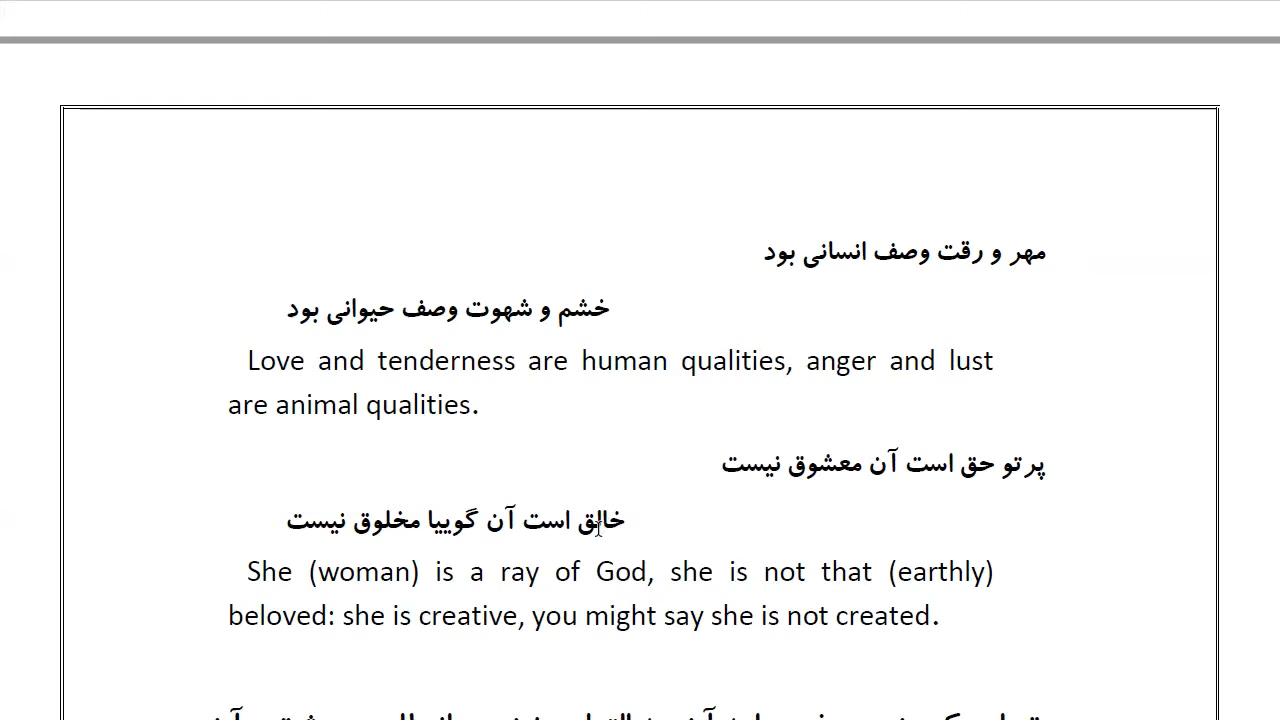 مهر و رقت وصف انسانی بود
خشم و شهوت وصف حیوانی بود
Love and tenderness are human qualities, anger and lust
are animal qualities.
پرتو حق است آن معشوق نیست
خالق است آن گوییا مخلوق نیست
She (woman) is a ray of God, she is not that (earthly)
beloved: she is creative, you might say she is not created.